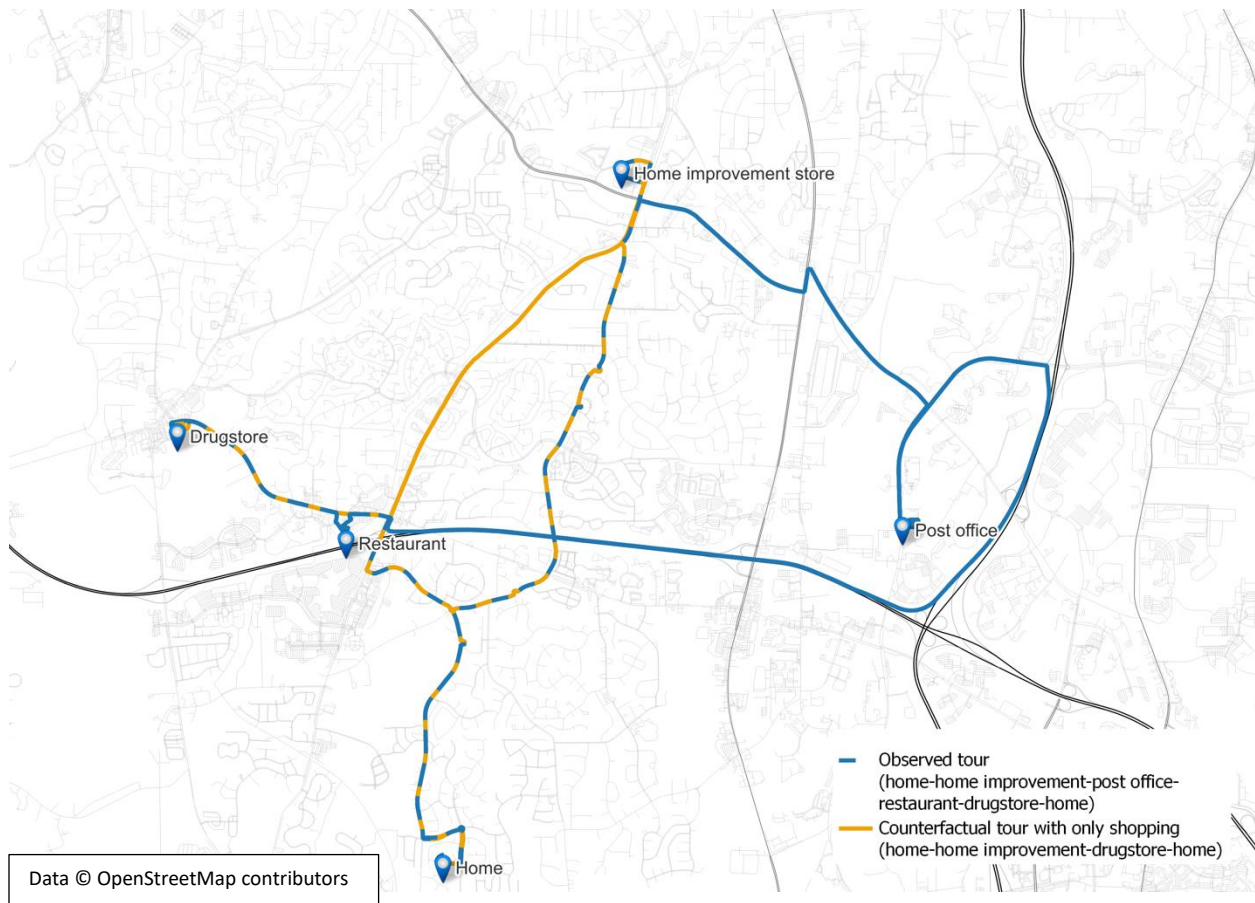 Home improvement store
Drugstore
Restaurant
Post office
Home
Observed tour
(home-home improvement-post office-
restaurant-drugstore-home)
Counterfactual tour with only shopping
(home-home improvement-drugstore-home)
Data © OpenStreetMap contributors